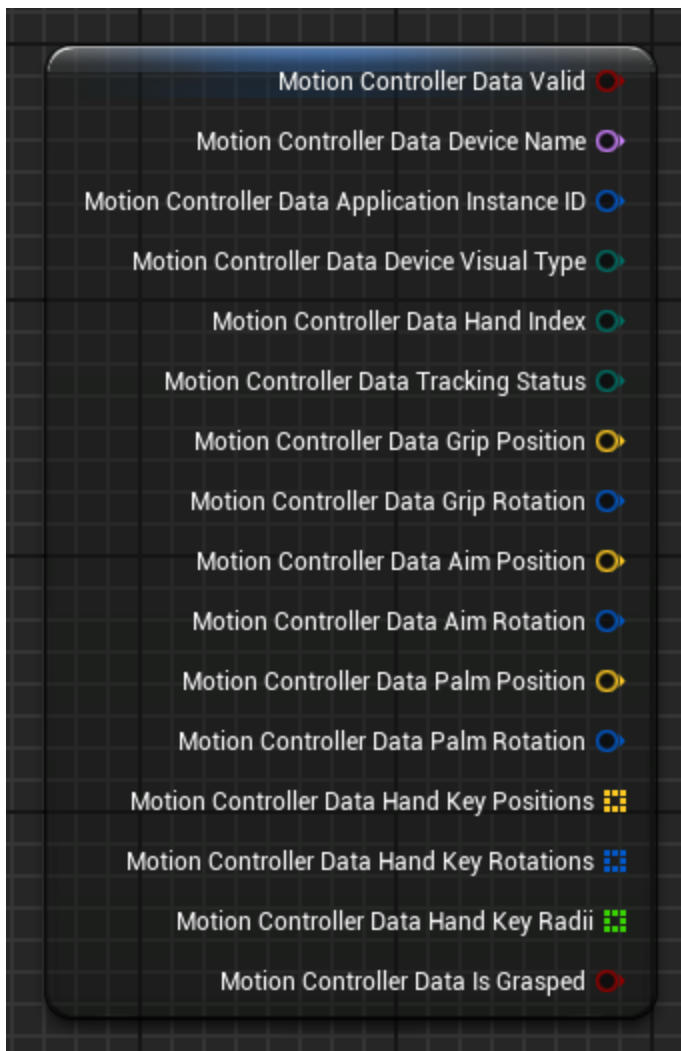 Motion Controller Data Valid
Motion Controller Data Device Name
Motion Controller Data Application Instance ID
Motion Controller Data Device Visual Type
Motion Controller Data Hand Index
Motion Controller Data Tracking Status
Motion Controller Data Grip Position
Motion Controller Data Grip Rotation
Motion Controller Data Aim Position
Motion Controller Data Aim Rotation
Motion Controller Data Palm Position
Motion Controller Data Palm Rotation
Motion Controller Data Hand Key Positions
Motion Controller Data Hand Key Rotations
Motion Controller Data Hand Key Radii
Motion Controller Data Is Grasped